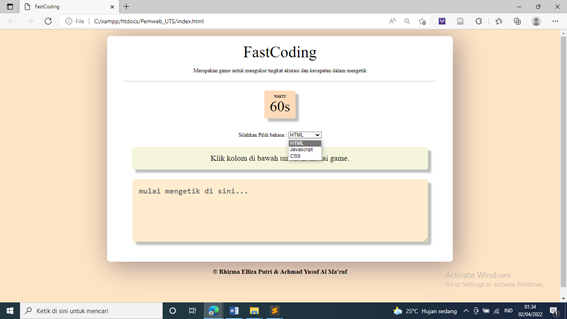 FastCoding
File
C:/xampp/htdocs/Pemweb_UTS/index.html
FastCoding
Merupakan game untuk mengukur tingkat akurasi dan kecepatan dalam mengetik
WAKTU
60s
Silahkan Pilih bahasa : HTML
HTML
Javascript
CSS
Klik kolom di bawah un ai game.
mulai mengetik di sini...
© Rhizma Elliza Putri & Achmad Yusuf Al Ma'ruf
Activate Windows
Go to Settings to activate Windows.
Ketik di sini untuk mencari
25°C Hujan sedang
IND
01.34
02/04/2022